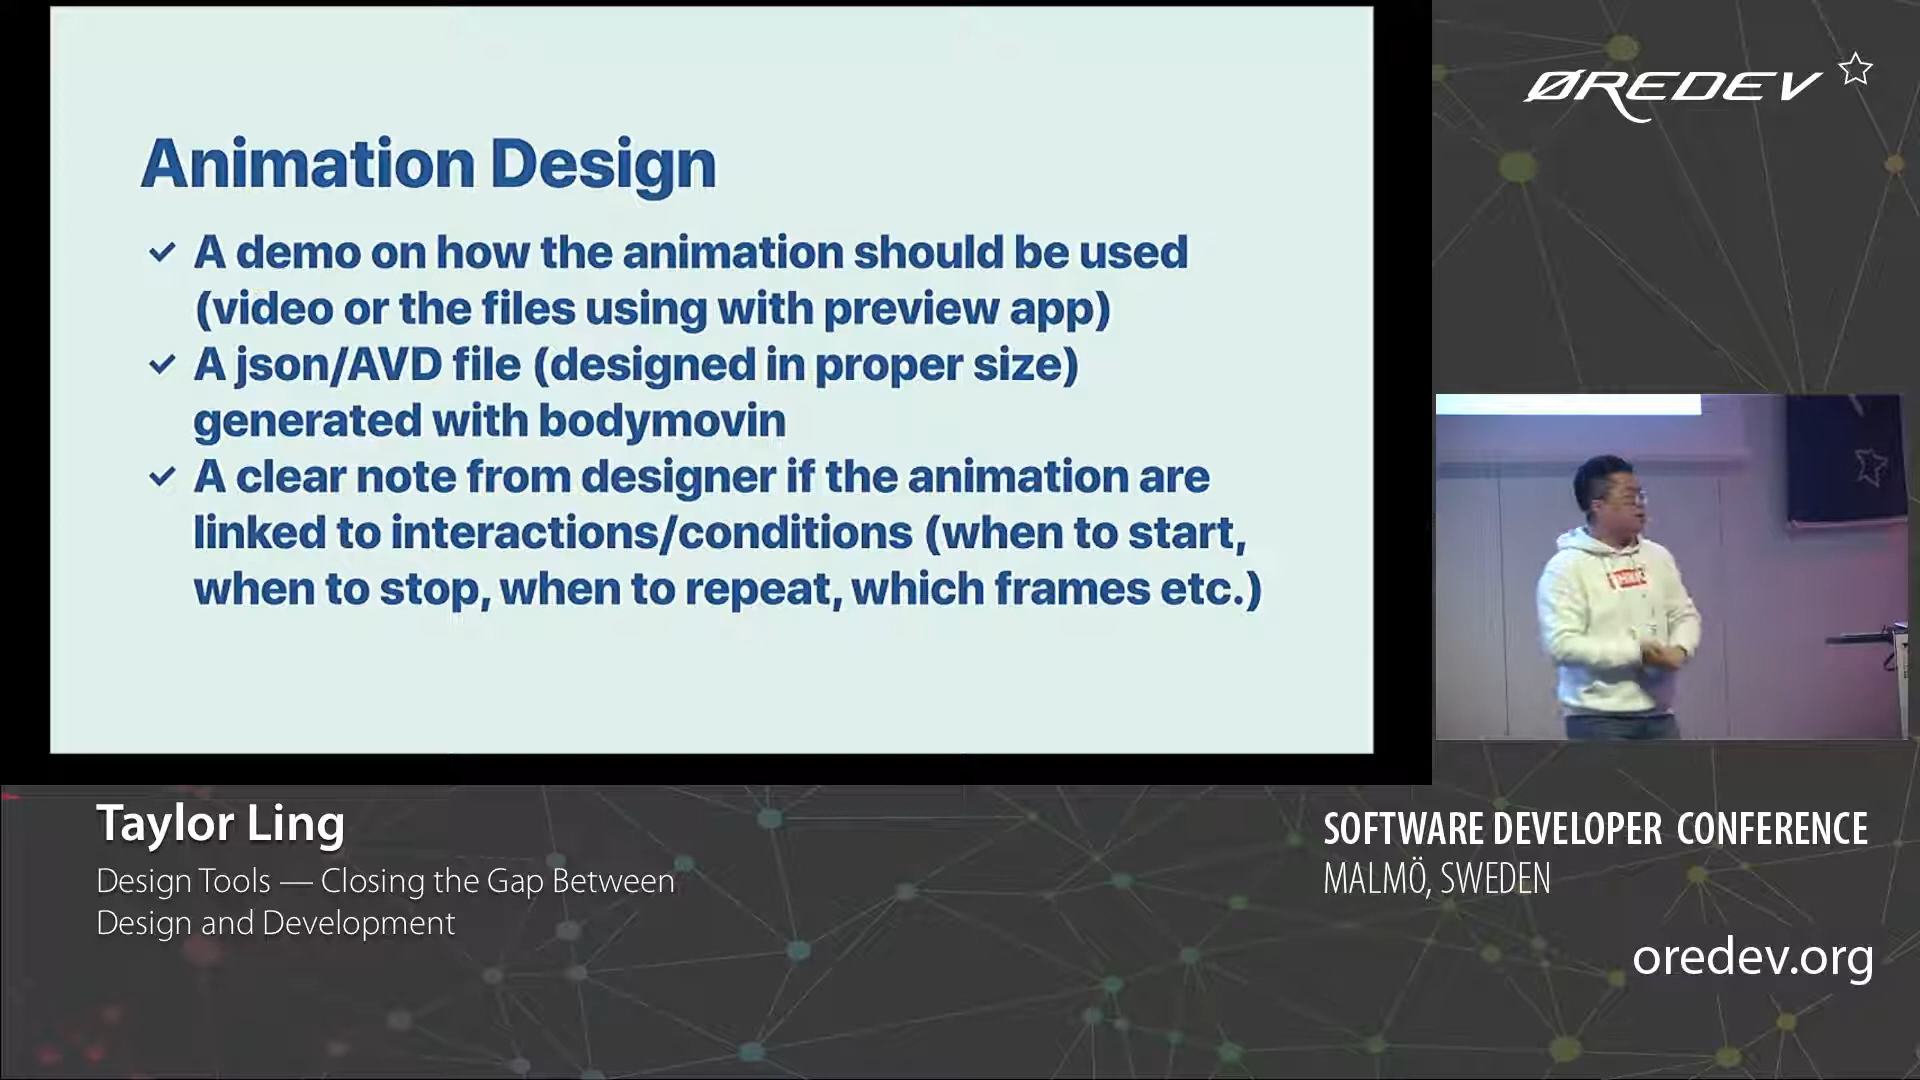 Animation Design
✓ A demo on how the animation should be used
(video or the files using with preview app)
✓ A json/AVD file (designed in proper size)
generated with bodymovin
✓ A clear note from designer if the animation are
linked to interactions/conditions (when to start,
when to stop, when to repeat, which frames etc.)
ØREDEV
Taylor Ling
Design Tools — Closing the Gap Between
Design and Development
SOFTWARE DEVELOPER CONFERENCE
MALMÖ, SWEDEN
oredev.org